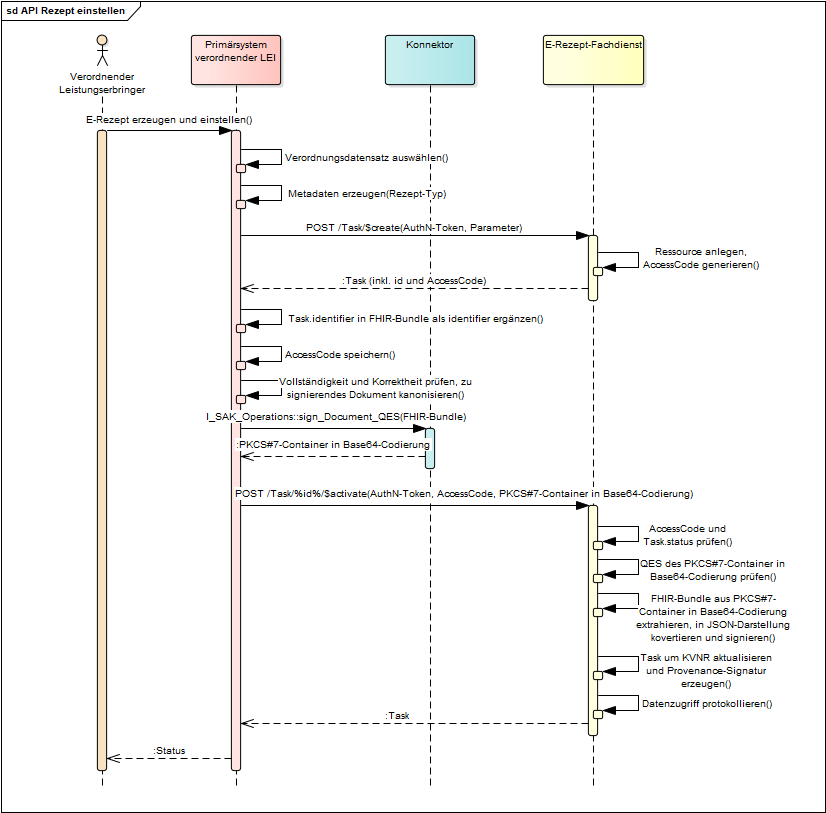 sd API Rezept einstellen
Verordnender
Leistungserbringer
Primärsystem
verordnender LEI
Konnektor
E-Rezept-Fachdienst
E-Rezept erzeugen und einstellen()
Verordnungsdatensatz auswählen()
Metadaten erzeugen(Rezept-Typ)
POST /Task/$create(AuthN-Token, Parameter)
Ressource anlegen,
AccessCode generieren()
:Task (inkl. id und AccessCode)
Task.identifier in FHIR-Bundle als identifier ergänzen()
AccessCode speichern()
Vollständigkeit und Korrektheit prüfen, zu
signierendes Dokument kanonisieren()
I_SAK_Operations::sign_Document_QES(FHIR-Bundle)
:PKCS#7-Container in Base64-Codierung
POST /Task/%id%/$activate(AuthN-Token, AccessCode, PKCS#7-Container in Base64-Codierung)
AccessCode und
Task.status prüfen()
QES des PKCS#7-Container in
Base64-Codierung prüfen()
FHIR-Bundle aus PKCS#7-
Container in Base64-Codierung
extrahieren, in JSON-Darstellung
kovertieren und signieren()
Task um KVNR aktualisieren
und Provenance-Signatur
erzeugen()
Datenzugriff protokollieren()
:Task
:Status